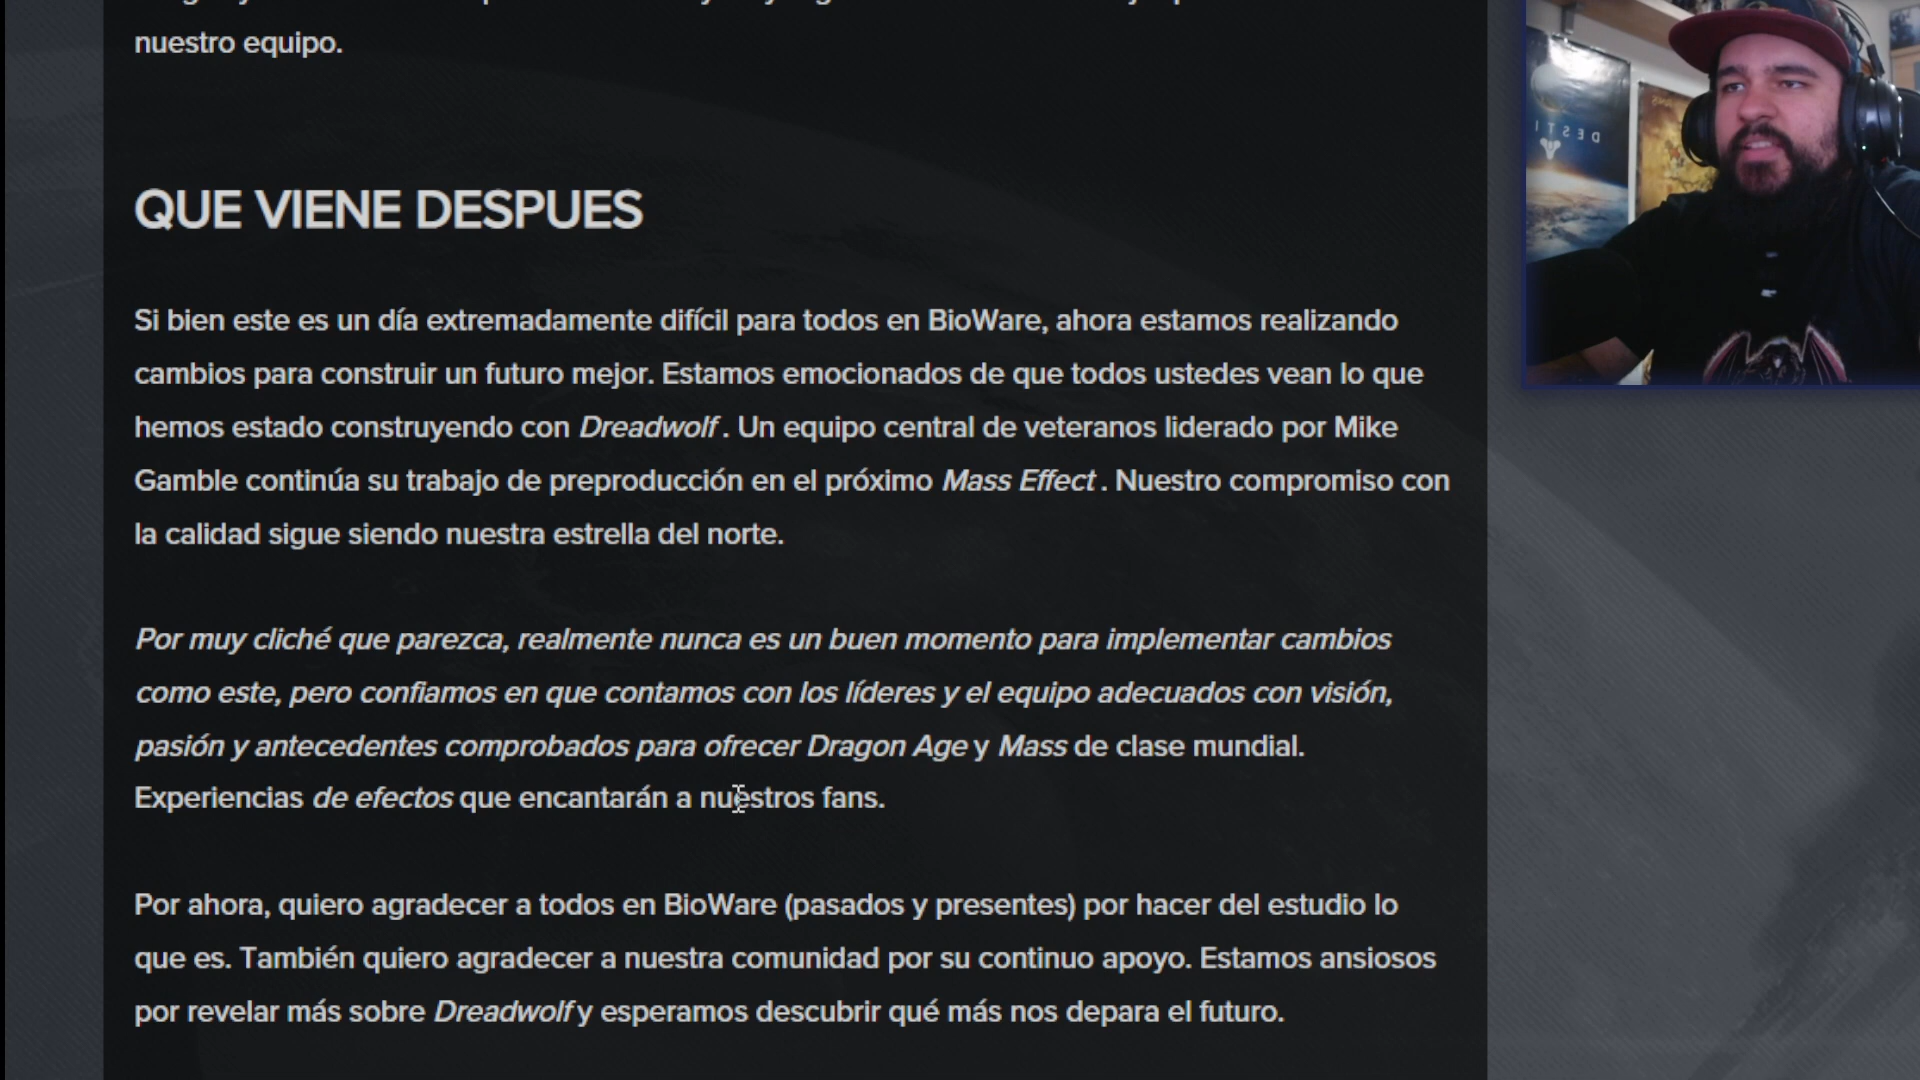 nuestro equipo.
QUE VIENE DESPUES
Si bien este es un día extremadamente difícil para todos en BioWare, ahora estamos realizando
cambios para construir un futuro mejor. Estamos emocionados de que todos ustedes vean lo que
hemos estado construyendo con Dreadwolf . Un equipo central de veteranos liderado por Mike
Gamble continúa su trabajo de preproducción en el próximo Mass Effect . Nuestro compromiso con
la calidad sigue siendo nuestra estrella del norte.
Por muy cliché que parezca, realmente nunca es un buen momento para implementar cambios
como este, pero confiamos en que contamos con los líderes y el equipo adecuados con visión,
pasión y antecedentes comprobados para ofrecer Dragon Age y Mass de clase mundial.
Experiencias de efectos que encantarán a nuestros fans.
Por ahora, quiero agradecer a todos en BioWare (pasados y presentes) por hacer del estudio lo
que es. También quiero agradecer a nuestra comunidad por su continuo apoyo. Estamos ansiosos
por revelar más sobre Dreadwolf y esperamos descubrir qué más nos depara el futuro.
DESTI